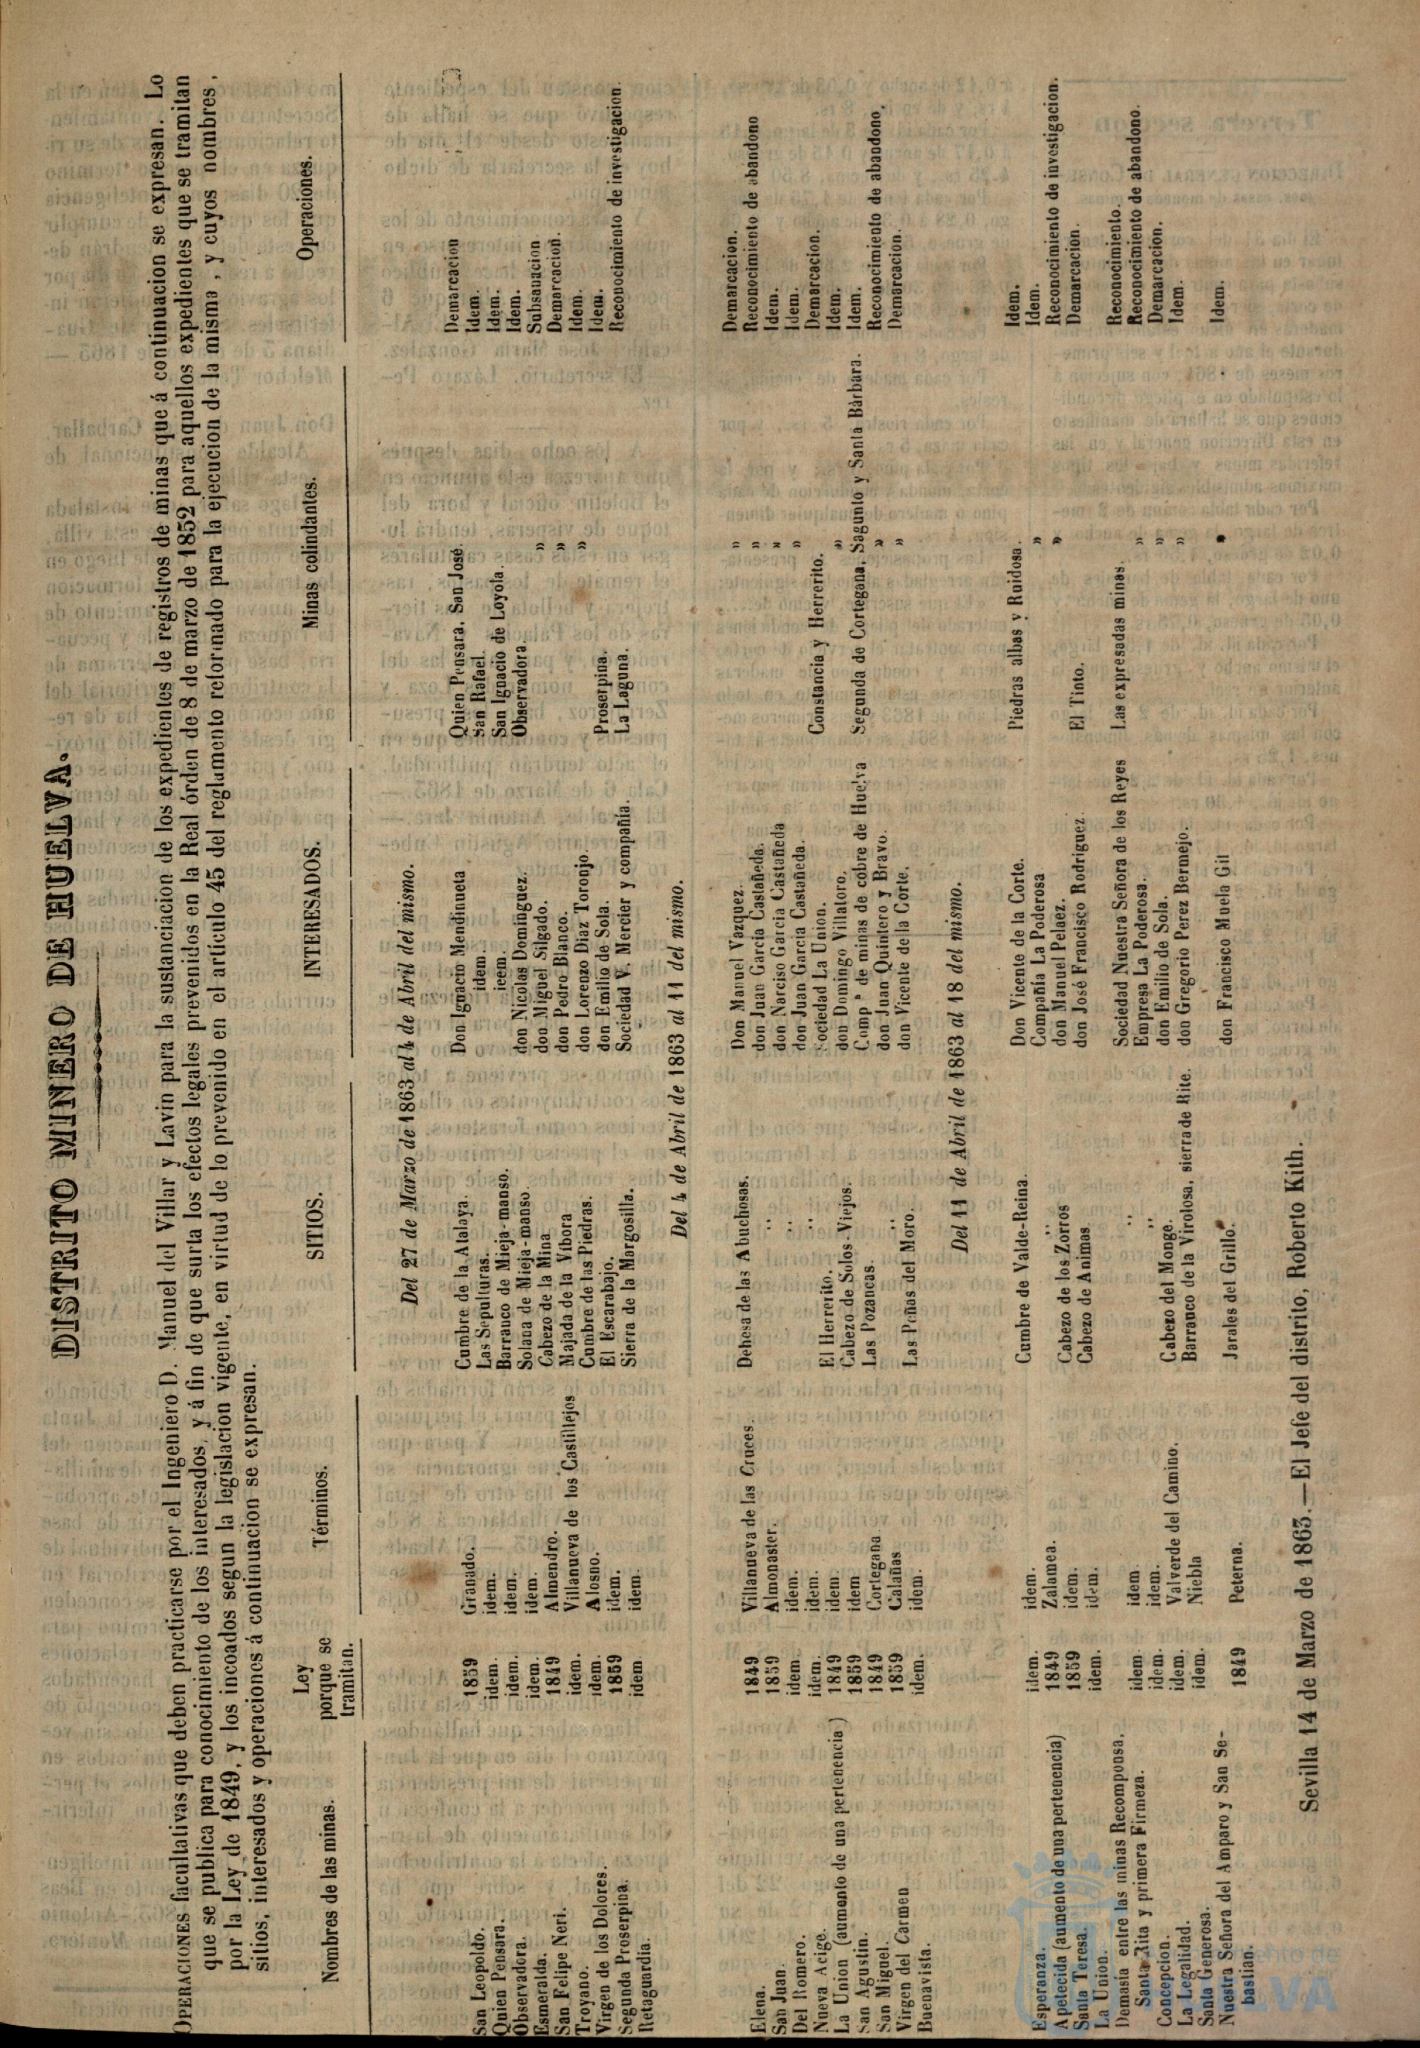 DISTRITO MINERO DE HUELVA.
OPERACIONES facultativas que deben practicarse por el Ingeniero D. Manuel del Villar y Lavin para la sustanciacion de los expedientes de registros de minas que á continuacion se expresan. Lo
que se publica para conocimiento de los interesados, y á fin de que surta los efectos legales prevenidos en la Real órden de 8 de marzo de 1852 para aquellos expedientes que se tramitan
por la Ley de 1849, y los incoados segun la legislacion vigente, en virtud de lo prevenido en el artículo 45 del reglamento reformado para la ejecucion de la misma, y cuyos nombres,
sitios, interesados y operaciones á continuacion se expresan.
Nombres de las minas. Ley porque se tramitan. Términos. SITIOS. INTERESADOS. Minas colindantes. Operaciones.
Del 27 de Marzo de 1863 al 4 de Abril del mismo.
San Leopoldo. 1859 Granado. Cumbre de la Atalaya. Don Ignacio Mendinueta Quien Pensara, San José. Demarcacion
Quien Pensara. idem. idem. Las Sepulturas. idem. San Rafael. Idem.
Observadora. idem. idem. Barranco de Mieja-manso. iem. San Ignacio de Loyola. Idem.
Esmeralda. idem. idem. Solana de Mieja-manso don Nicolás Dominguez. Observadora Idem.
San Felipe Neri. 1849 Almendro. Cabezo de la Mina don Miguel Silgado. » Subsanacion
Troyano. idem. Villanueva de los Castillejos Majada de la Víbora don Pedro Blanco. » Demarcacion.
Virgen de los Dolores. idem. Alosno. Cumbre de las Piedras. don Lorenzo Diaz Toronjo. » Idem.
Segunda Proserpina. 1859 idem. El Escarabajo. don Emilio de Sola. Proserpina. Idem.
Retaguardia. idem. idem. Sierra de la Margosilla. Sociedad V. Mercier y compañia. La Laguna. Reconocimiento de investigacion.
Del 4 de Abril de 1863 al 11 del mismo.
Elena. 1849 Villanueva de las Cruces. Dehesa de las Abuchosas. Don Manuel Vazquez. » Demarcacion.
San Juan. 1859 Almonaster. ,, don Juan Garcia Castañeda. » Reconocimiento de abandono
Del Romero. idem. idem. ,, don Narciso Garcia Castañeda » Idem.
Nueva Acige. idem. idem. ,, don Juan Garcia Castañeda. » Idem.
La Union (aumento de una pertenencia) 1849 idem. El Herrerito. Sociedad La Union. Constancia y Herrerito. Demarcacion.
San Agustin. 1859 idem Cabezo de Solos-Viejos. don Domingo Villaloro. Idem.
San Miguel. 1849 Cortegana Las Pozancas. Comp.ª de minas de cobre de Huelva Segunda de Cortegana, Sagunto y Santa Bárbara. Idem.
Virgen del Carmen 1859 Calañas ,, don Juan Quintero y Bravo. » Reconocimiento de abandono,
Buenavista. idem. idem. Las Peñas del Moro. don Vicente de la Corte. » Demarcacion.
Del 11 de Abril de 1863 al 18 del mismo.
Esperanza. idem. idem. Cumbre de Valde-Reina. Don Vicente de la Corte. Piedras albas y Ruidosa. Idem.
Apetecida (aumento de una pertenencia) 1849 Zalamea. ,, Compañia La Poderosa » Idem.
Santa Teresa. 1859 idem. Cabezo de los Zorros don Manuel Pelaez. » Reconocimiento de investigacion.
La Union. idem. idem. Cabezo de Animas don José Francisco Rodriguez. El Tinto. Demarcacion.
Demasia entre las minas Recomponsa,
Santa Rita y primera Firmeza. idem idem ,, Sociedad Nuestra Señora de los Reyes Las expresadas minas. Reconocimiento.
Concepcion. idem. idem. ,, Empresa La Poderosa. » Reconocimiento de abandono.
La Legalidad. idem. Valverde del Camino. Cabezo del Monge. don Emilio de Sola. » Demarcacion.
Santa Generosa. idem. Niebla Barranco de la Virolosa, sierra de Rite. don Gregorio Perez Bermejo. » Idem.
Nuestra Señora del Amparo y San Se-
bastian. 1849 Peterna. Jarales del Grillo. don Francisco Muela Gil » Idem.
Sevilla 14 de Marzo de 1863.—El Jefe del distrito, Roberto Kith.